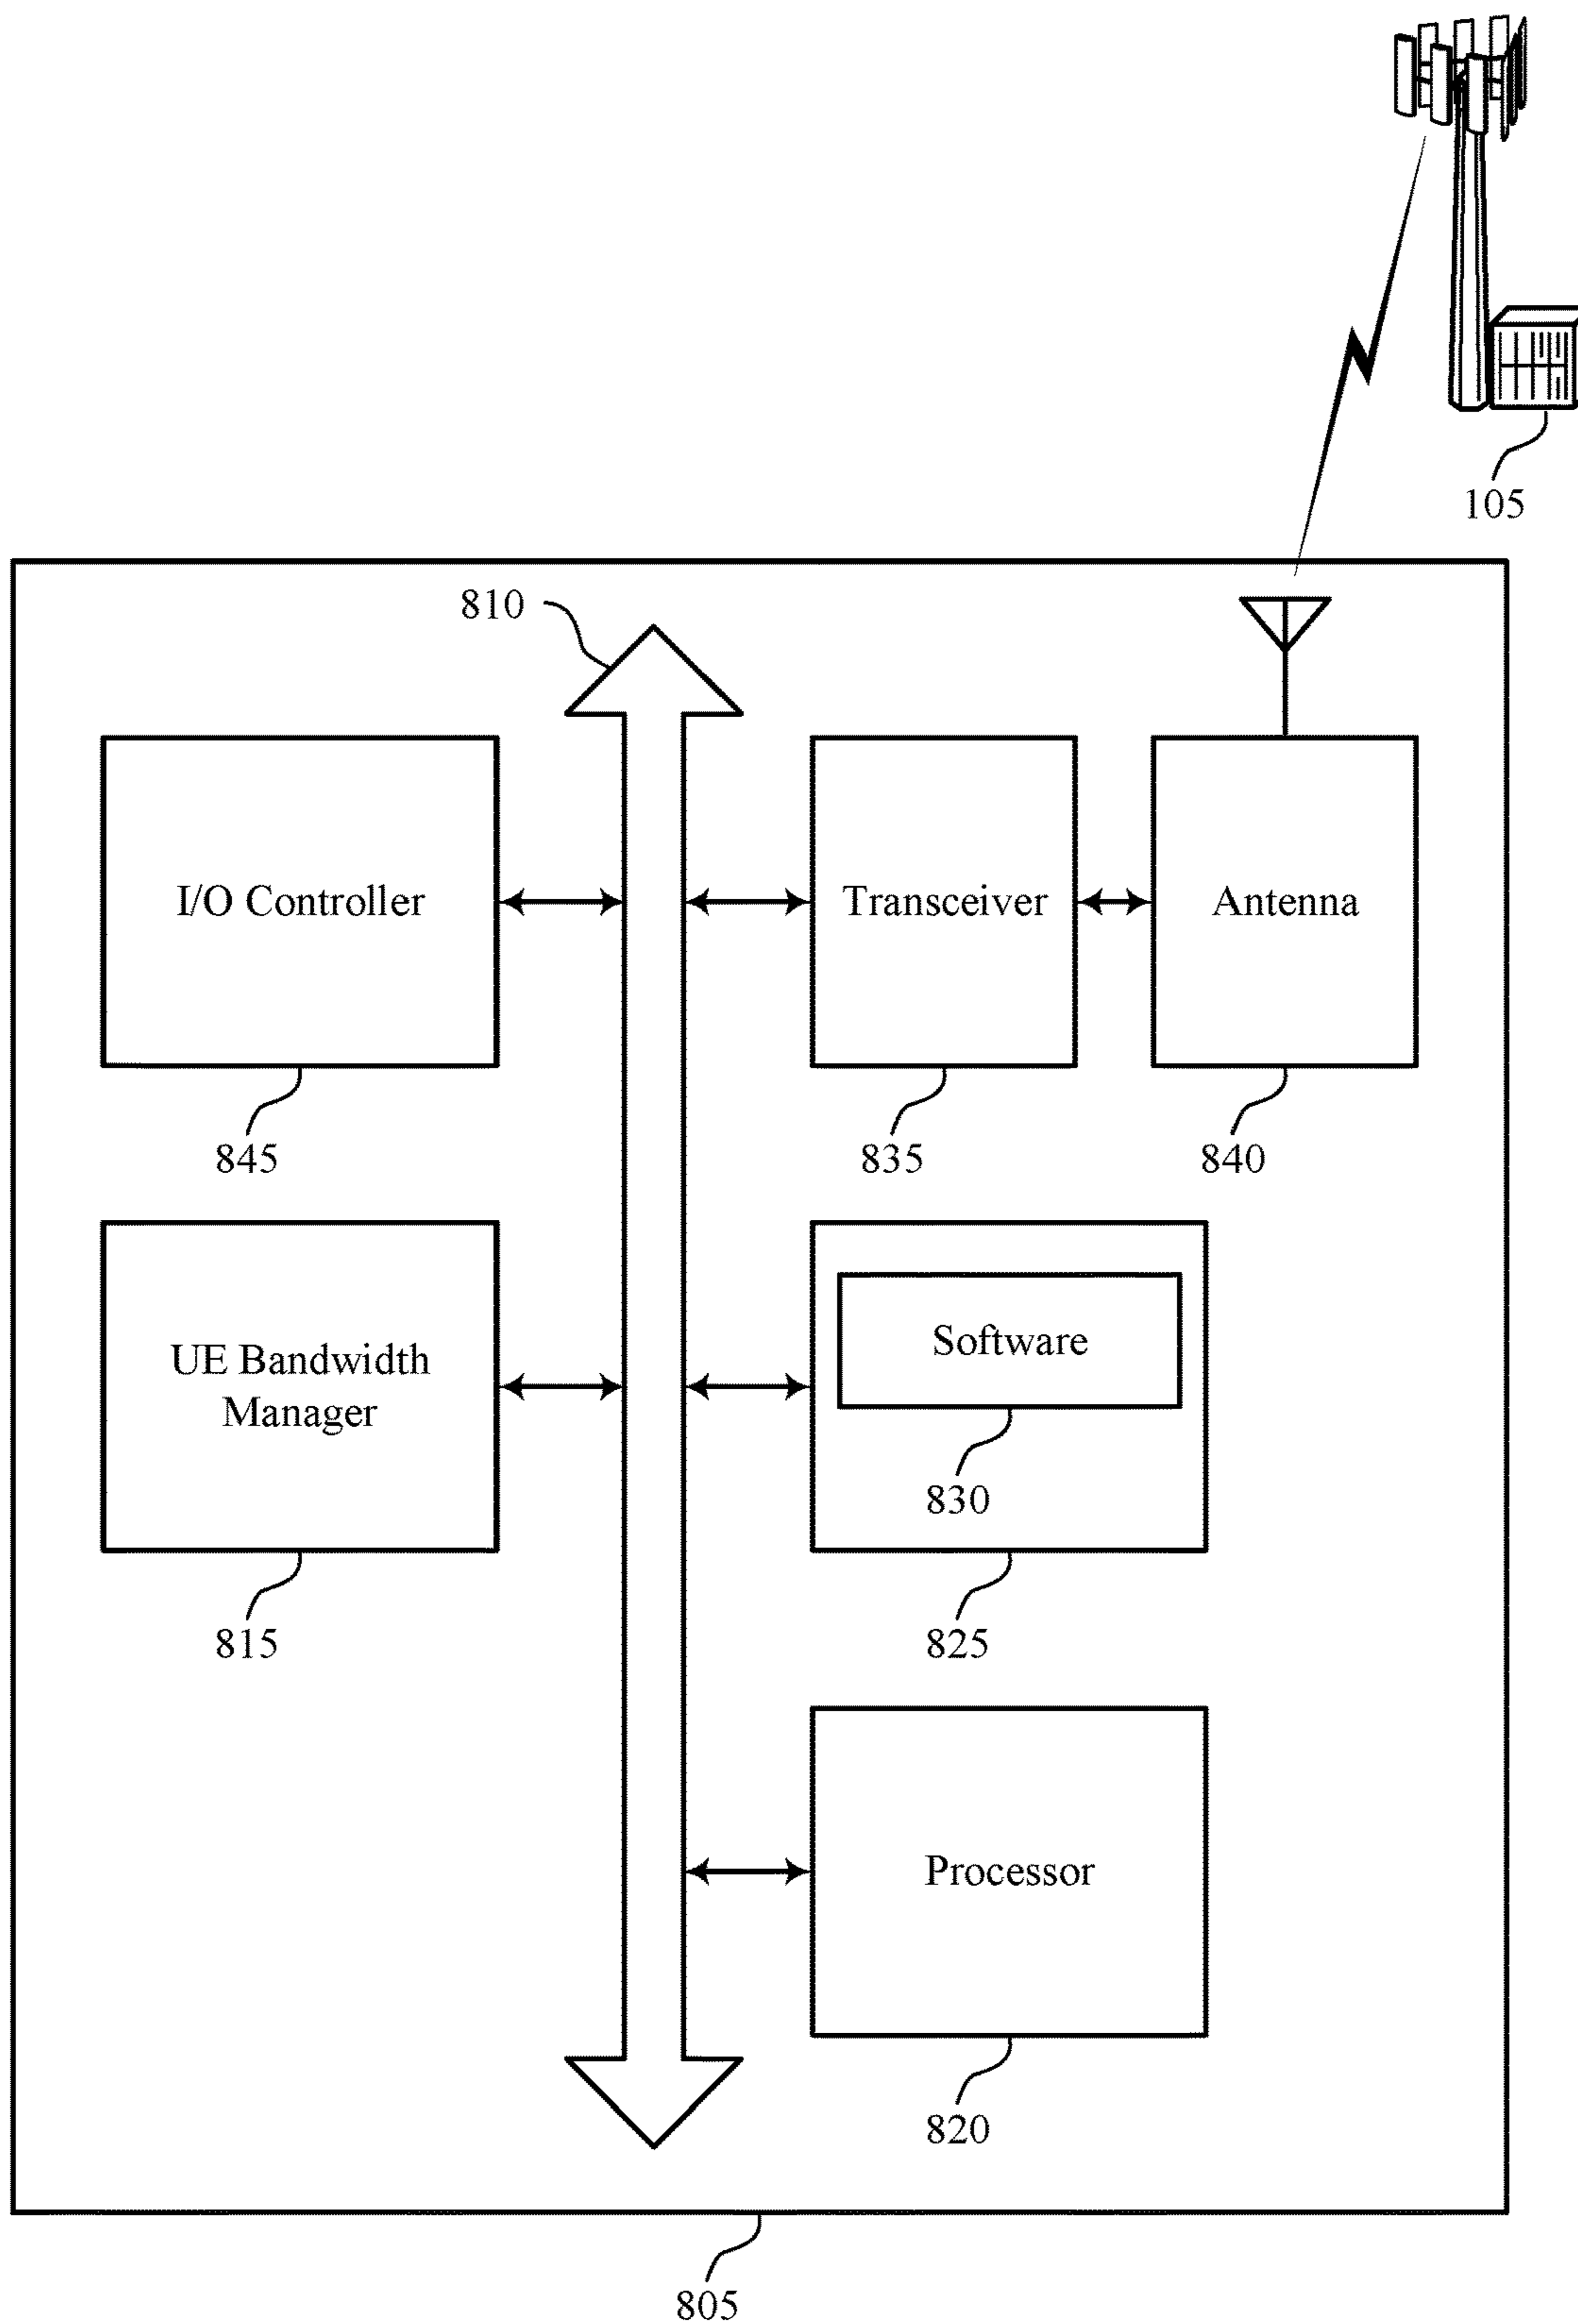 105
810
I/O Controller
Transceiver
Antenna
845
835
840
UE Bandwidth
Manager
Software
830
815
825
Processor
820
805